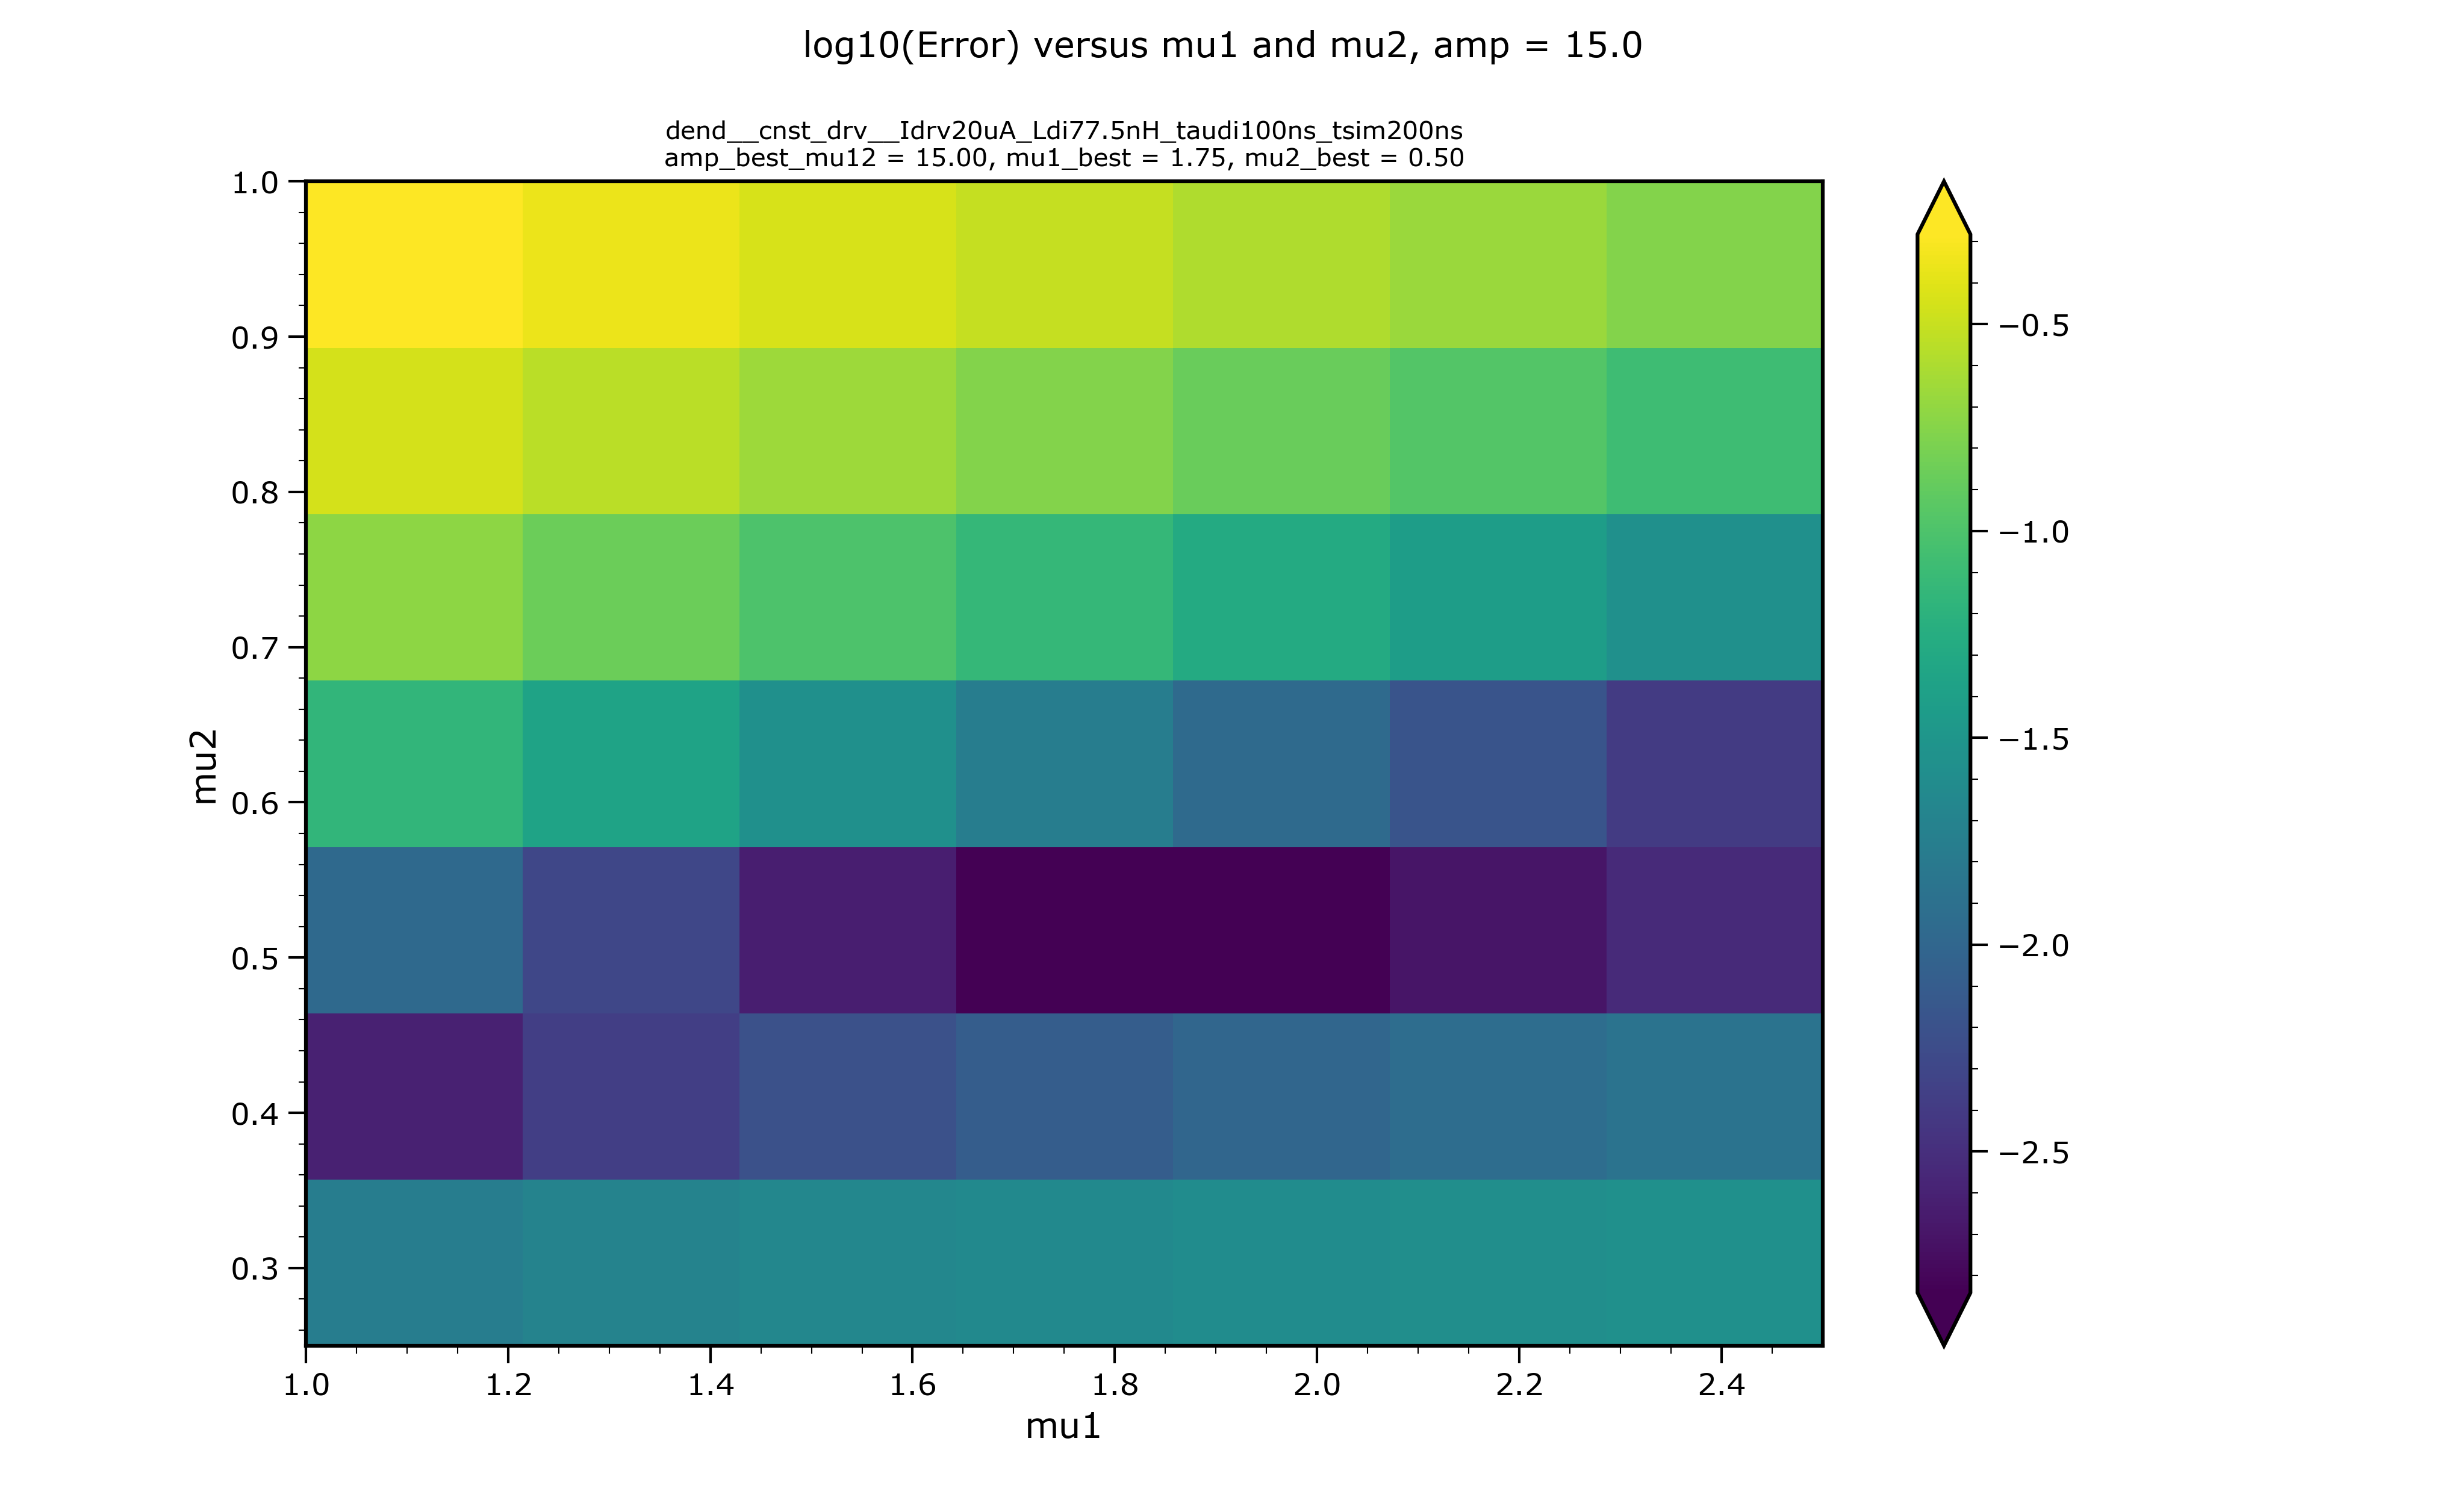 log10(Error) versus mu1 and mu2, amp = 15.0
dend__cnst_drv__Idrv20uA_Ldi77.5nH_taudi100ns_tsim200ns
amp_best_mu12 = 15.00, mu1_best = 1.75, mu2_best = 0.50
1.0
0.9
0.8
0.7
0.6
0.5
0.4
0.3
mu2
1.0 1.2 1.4 1.6 1.8 2.0 2.2 2.4
mu1
−0.5
−1.0
−1.5
−2.0
−2.5